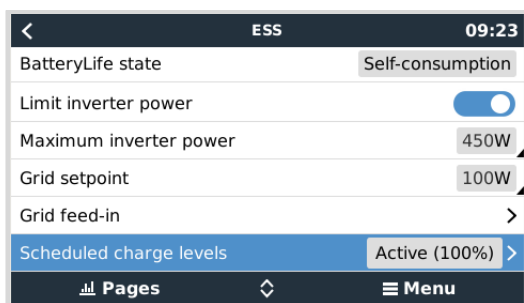 ESS 09:23
BatteryLife state Self-consumption
Limit inverter power
Maximum inverter power 450W
Grid setpoint 100W
Grid feed-in
Scheduled charge levels Active (100%)
Pages Menu